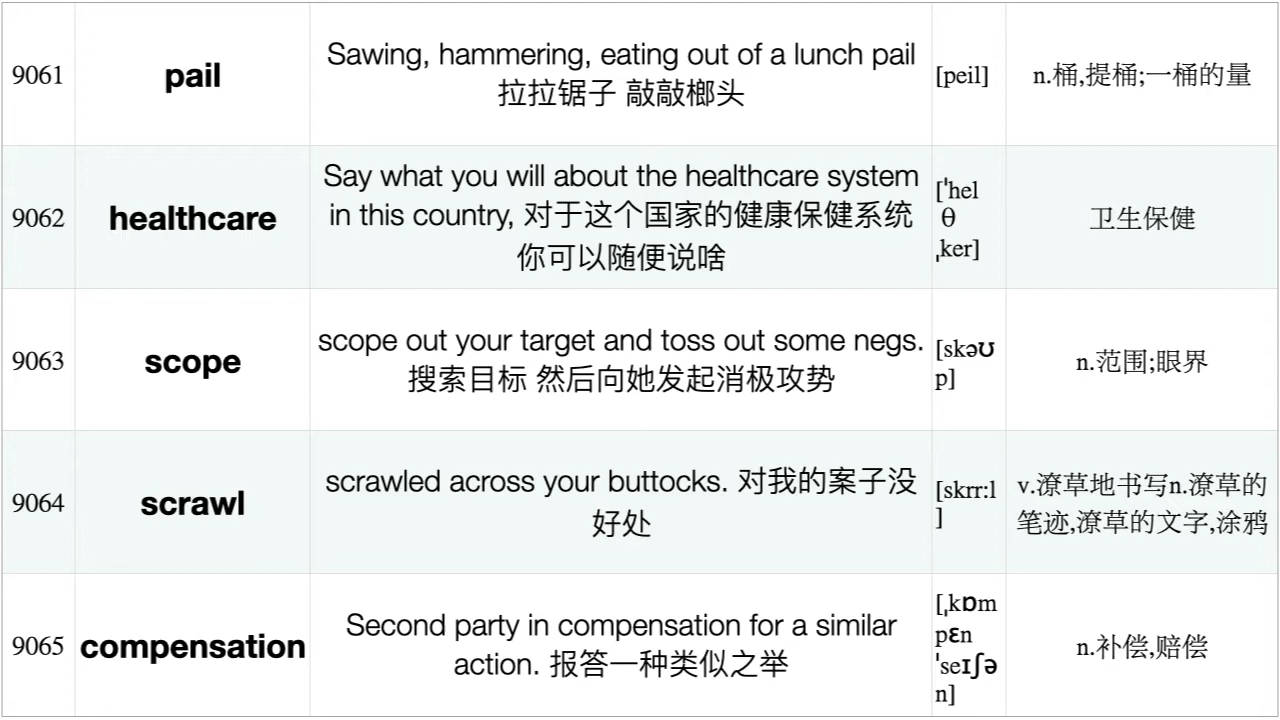 9061
pail
Sawing, hammering, eating out of a lunch pail
拉拉锯子 敲敲榔头
[peil]
n.桶,提桶;一桶的量
9062
healthcare
Say what you will about the healthcare system
in this country, 对于这个国家的健康保健系统
你可以随便说啥
[ˈhel
θ
ˌker]
卫生保健
9063
scope
scope out your target and toss out some negs.
搜索目标 然后向她发起消极攻势
[skəʊ
p]
n.范围;眼界
9064
scrawl
scrawled across your buttocks. 对我的案子没
好处
[skrr:l
]
v.潦草地书写n.潦草的
笔迹,潦草的文字,涂鸦
9065
compensation
Second party in compensation for a similar
action. 报答一种类似之举
[ˌkɒm
pɛn
ˈseɪʃə
n]
n.补偿,赔偿